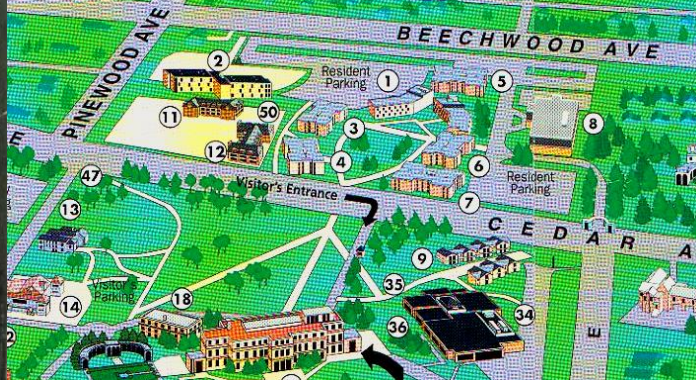 BEECHWOOD AVE
PINEWOOD AVE
2
Resident
Parking
1
5
11
50
3
8
12
4
6
Resident
Parking
47
Visitor's Entrance
7
13
CEDAR A
9
Visitor's
Parking
35
14
18
34
36
E
2
E